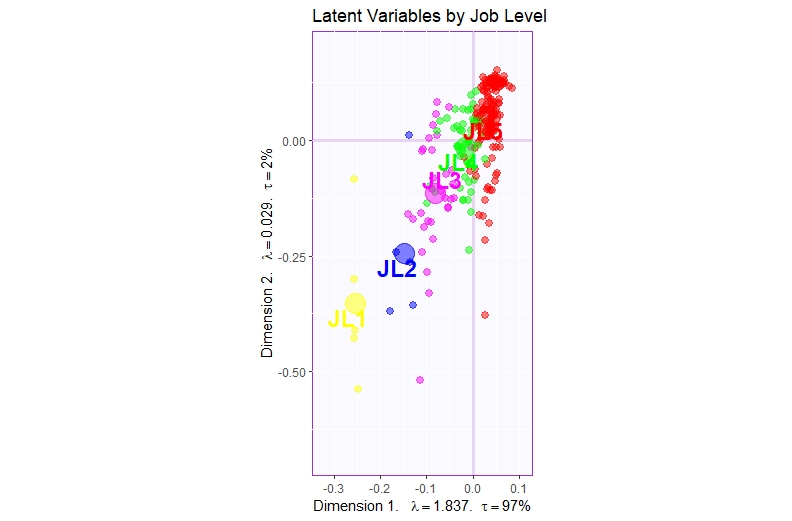 Latent Variables by Job Level
Dimension 2.   λ = 0.029.  τ = 2%
0.00
-0.25
-0.50
JL5
JL4
JL3
JL2
JL1
-0.3 -0.2 -0.1 0.0 0.1
Dimension 1.   λ = 1.837.  τ = 97%